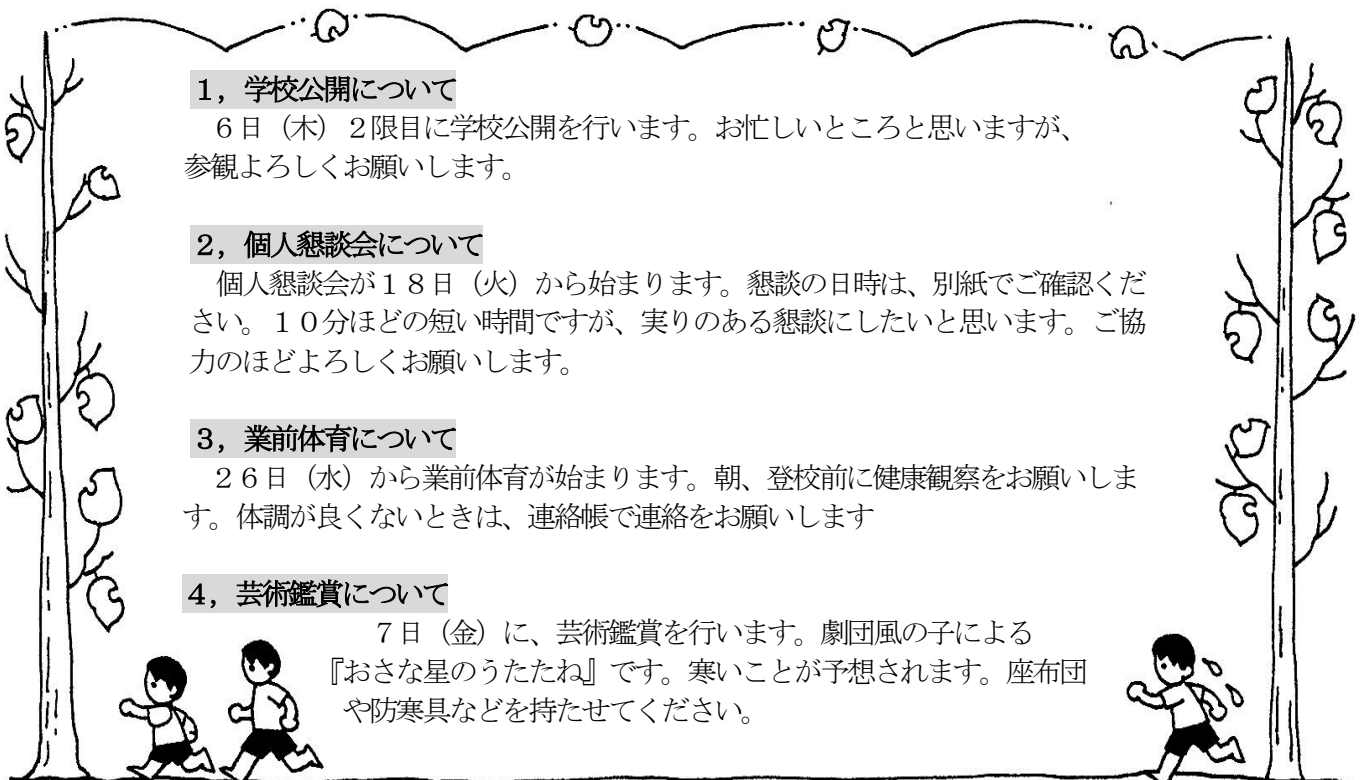 １，学校公開について
６日（木）２限目に学校公開を行います。お忙しいところと思いますが、
参観よろしくお願いします。
２，個人懇談会について
個人懇談会が１８日（火）から始まります。懇談の日時は、別紙でご確認くだ
さい。１０分ほどの短い時間ですが、実りのある懇談にしたいと思います。ご協
力のほどよろしくお願いします。
３，業前体育について
２６日（水）から業前体育が始まります。朝、登校前に健康観察をお願いしま
す。体調が良くないときは、連絡帳で連絡をお願いします
４，芸術鑑賞について
７日（金）に、芸術鑑賞を行います。劇団風の子による
『おさな星のうたたね』です。寒いことが予想されます。座布団
や防寒具などを持たせてください。